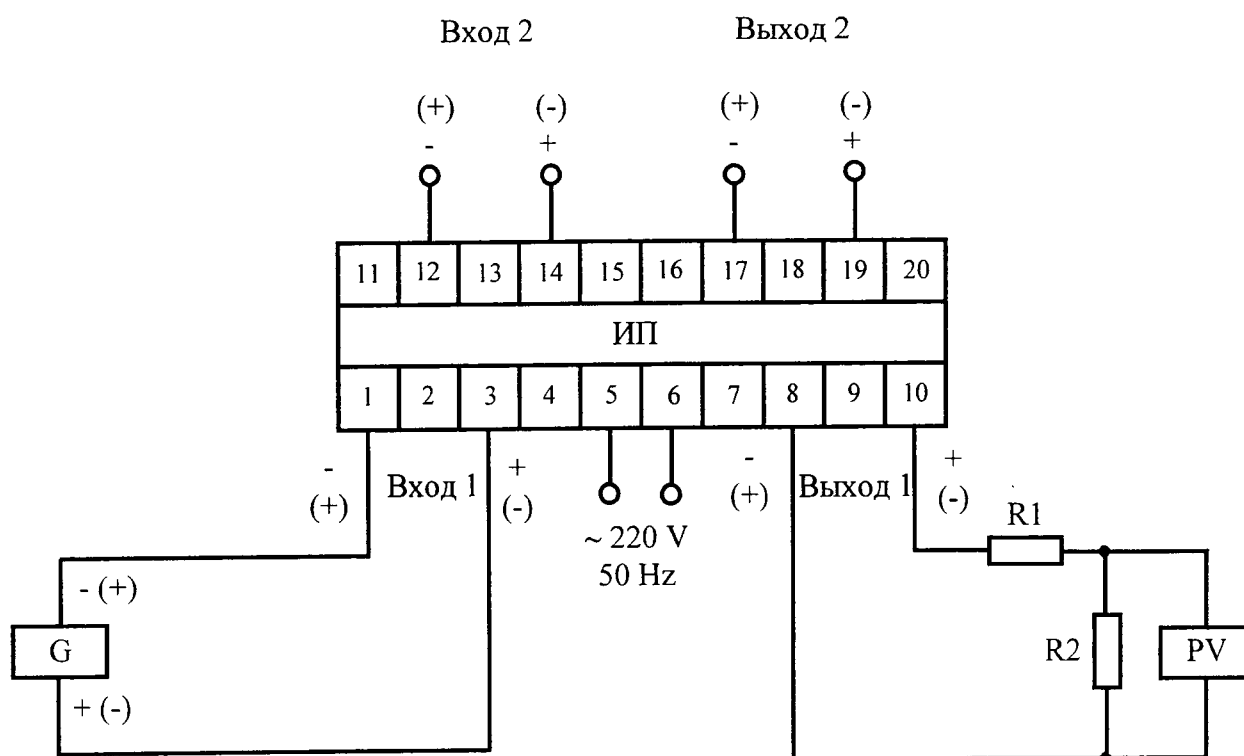 Вход 2 Выход 2
(+) (-) (+) (-)
- + - +
11 12 13 14 15 16 17 18 19 20
ИП
1 2 3 4 5 6 7 8 9 10
- Вход 1 + - Выход 1 +
(+) (-) (+) (-)
~ 220 V
50 Hz
R1
- (+)
G R2 PV
+ (-)